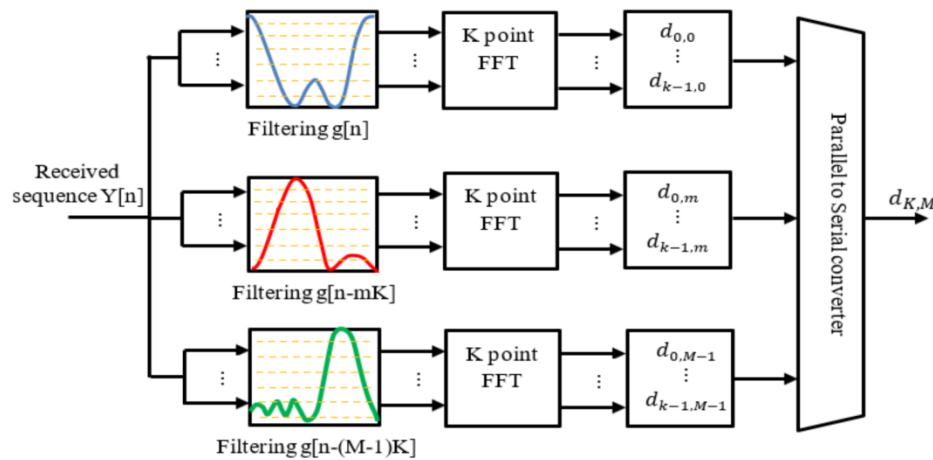 Received
sequence Y[n]
⋮
Filtering g[n]
⋮
K point
FFT
⋮
d₀,₀
⋮
dₖ₋₁,₀
⋮
Filtering g[n-mK]
⋮
K point
FFT
⋮
d₀,ₘ
⋮
dₖ₋₁,ₘ
⋮
Filtering g[n-(M-1)K]
⋮
K point
FFT
⋮
d₀,M₋₁
⋮
dₖ₋₁,M₋₁
Parallel to Serial converter
d_K,M